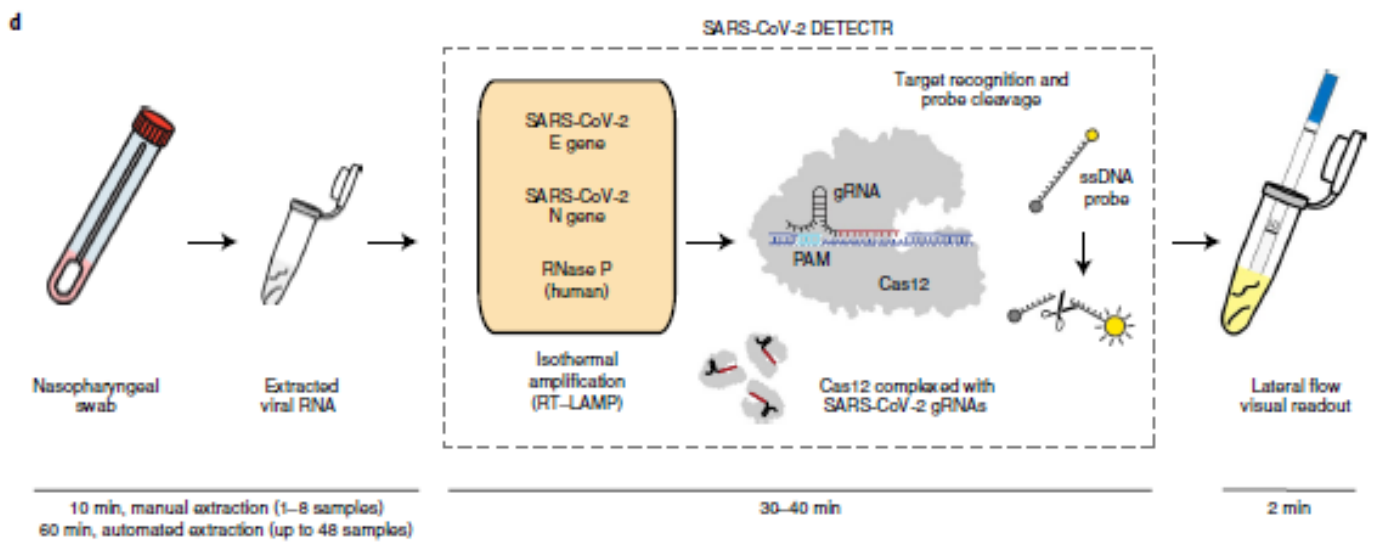 d
SARS-CoV-2 DETECTR
Target recognition and
probe cleavage
SARS-CoV-2
E gene
SARS-CoV-2
N gene
RNase P
(human)
gRNA
PAM
Cas12
ssDNA
probe
Nasopharyngeal
swab
Extracted
viral RNA
Isothermal
amplification
(RT–LAMP)
Cas12 complexed with
SARS-CoV-2 gRNAs
Lateral flow
visual readout
10 min, manual extraction (1–8 samples)
60 min, automated extraction (up to 48 samples)
30–40 min
2 min